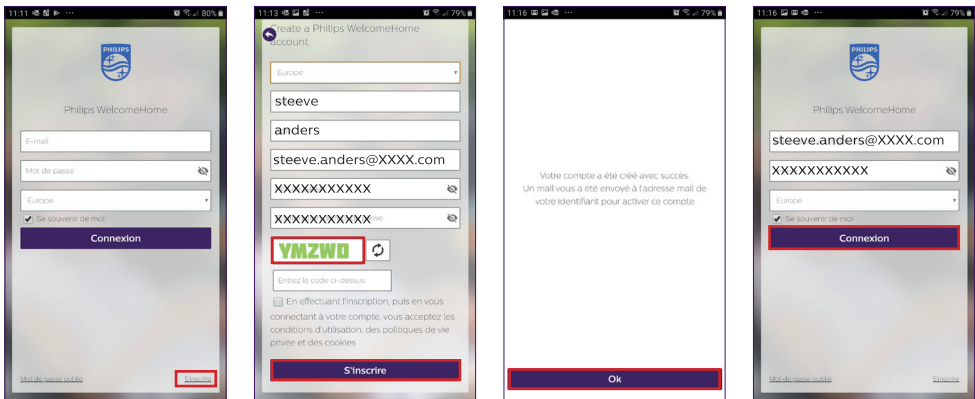 11:11
80%
PHILIPS
Philips WelcomeHome
E-mail
Mot de passe
Europe
Se souvenir de moi
Connexion
Mot de passe oublié
S'inscrire
11:13
79%
Create a Philips WelcomeHome
account
Europe
steeve
anders
steeve.anders@XXXX.com
XXXXXXXXXXX
XXXXXXXXXXX
YMZWD
Entrez le code ci-dessus
En effectuant l'inscription, puis en vous
connectant à votre compte, vous acceptez les
conditions d'utilisation, des politiques de vie
privée et des cookies
S'inscrire
11:16
79%
Votre compte a été créé avec succès.
Un mail vous a été envoyé à l'adresse mail de
votre identifiant pour activer ce compte
Ok
11:16
79%
PHILIPS
Philips WelcomeHome
steeve.anders@XXXX.com
XXXXXXXXXXX
Europe
Se souvenir de moi
Connexion
Mot de passe oublié
S'inscrire